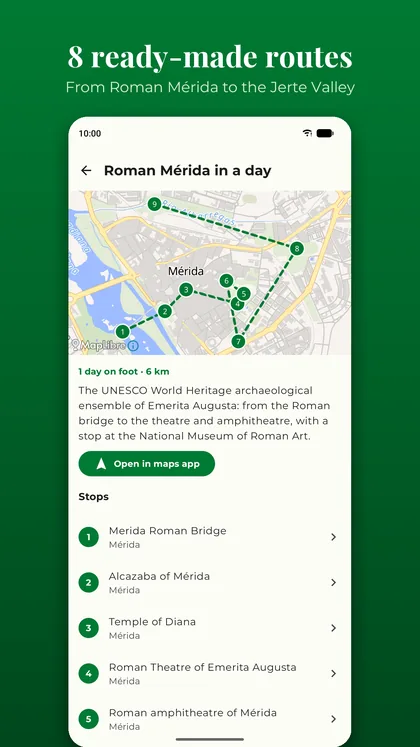 8 ready-made routes
From Roman Mérida to the Jerte Valley
10:00
Roman Mérida in a day
9
8
Mérida
6
3
5
4
2
1
7
MapLibre
1 day on foot · 6 km
The UNESCO World Heritage archaeological
ensemble of Emerita Augusta: from the Roman
bridge to the theatre and amphitheatre, with a
stop at the National Museum of Roman Art.
Open in maps app
Stops
1
Merida Roman Bridge
Mérida
2
Alcazaba of Mérida
Mérida
3
Temple of Diana
Mérida
4
Roman Theatre of Emerita Augusta
Mérida
5
Roman amphitheatre of Mérida
Mérida